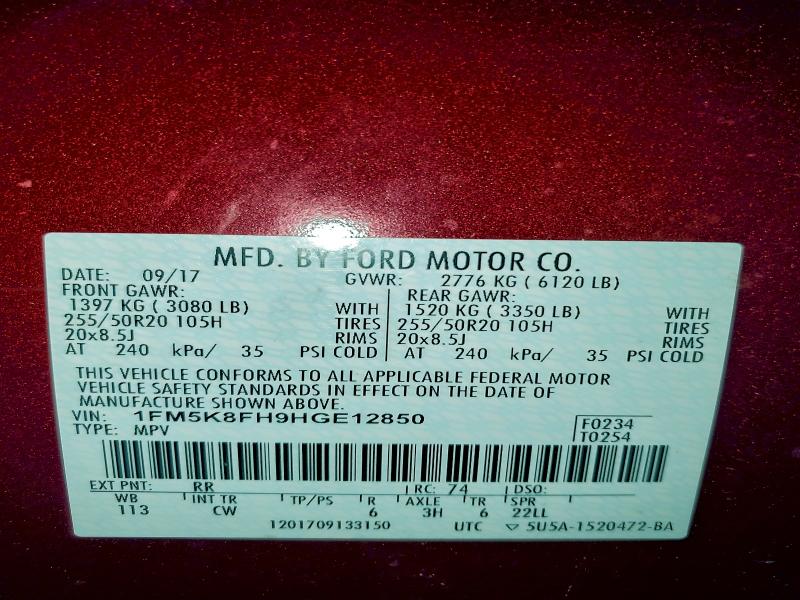 MFD. BY FORD MOTOR CO.
DATE: 09/17 GVWR: 2776 KG ( 6120 LB)
FRONT GAWR: REAR GAWR:
1397 KG ( 3080 LB) WITH 1520 KG ( 3350 LB) WITH
255/50R20 105H TIRES 255/50R20 105H TIRES
20x8.5J RIMS 20x8.5J RIMS
AT 240 kPa/ 35 PSI COLD AT 240 kPa/ 35 PSI COLD
THIS VEHICLE CONFORMS TO ALL APPLICABLE FEDERAL MOTOR
VEHICLE SAFETY STANDARDS IN EFFECT ON THE DATE OF
MANUFACTURE SHOWN ABOVE.
VIN: 1FM5K8FH9HGE12850 F0234
TYPE: MPV T0254
EXT PNT: RR RC: 74 DSO:
WB INT TR TP/PS R AXLE TR SPR
113 CW 6 3H 6 22LL
1201709133150 UTC ▽ 5U5A-1520472-BA